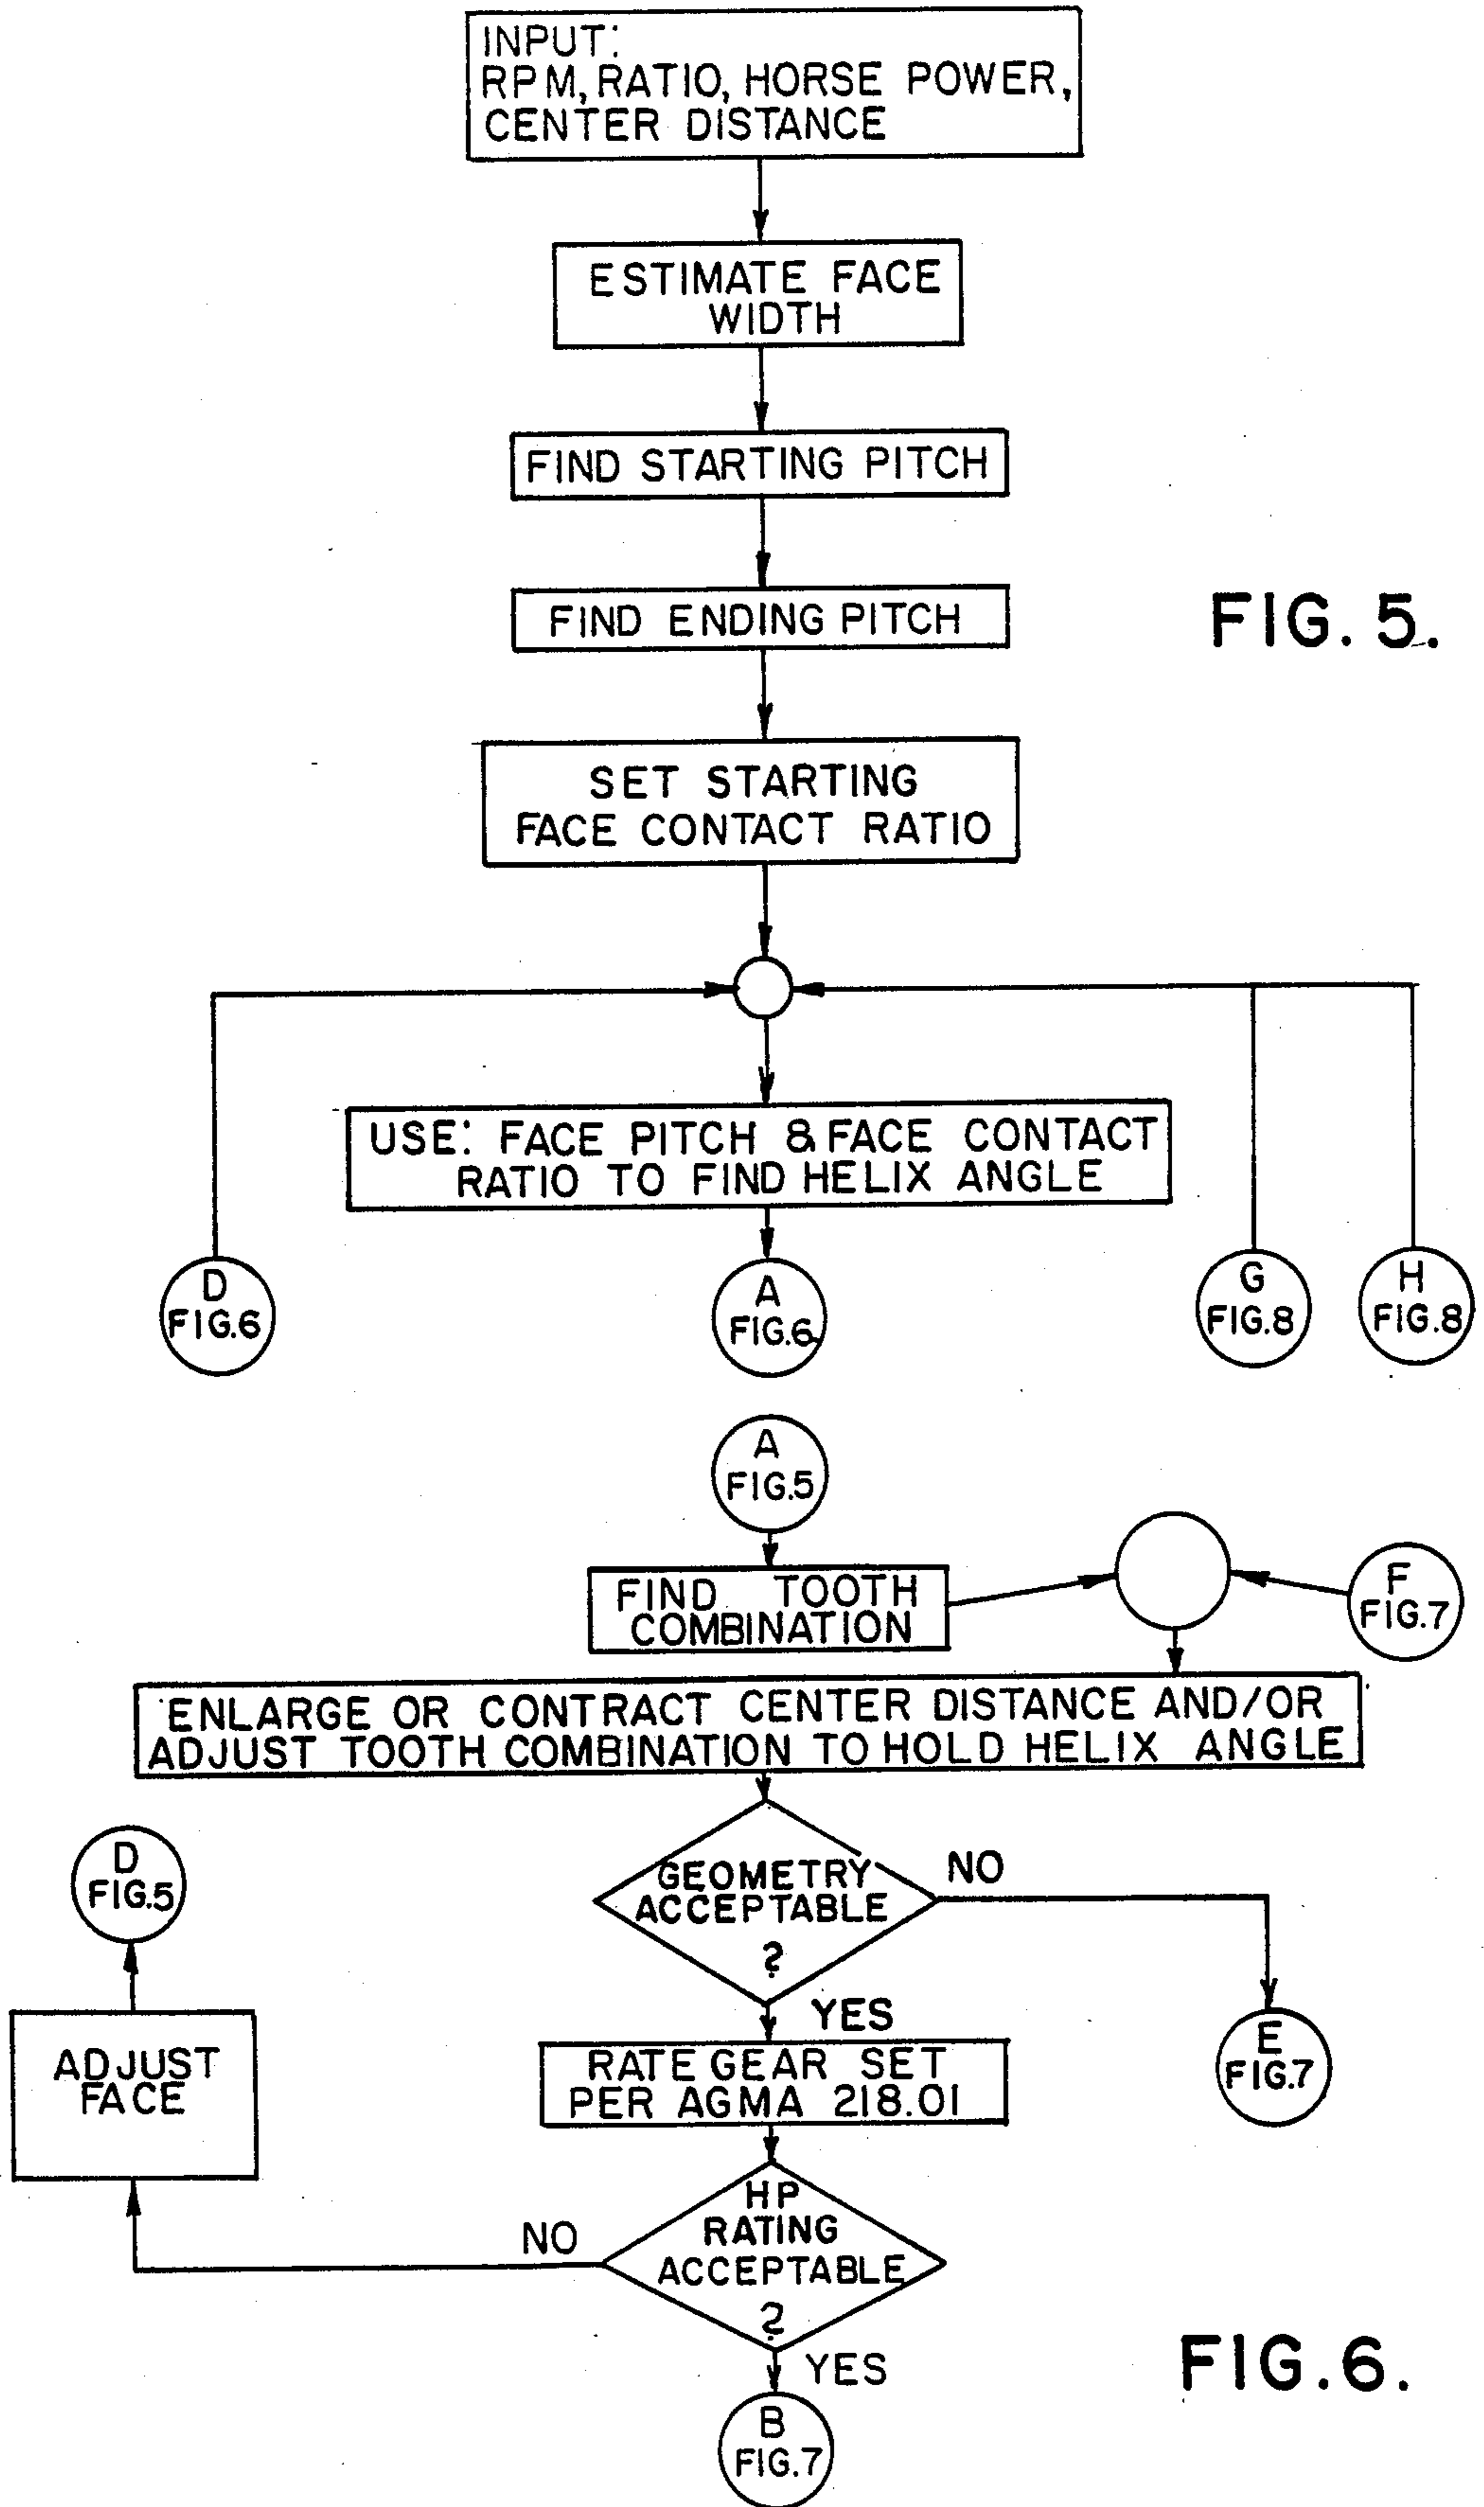 INPUT:
RPM, RATIO, HORSE POWER,
CENTER DISTANCE
ESTIMATE FACE
WIDTH
FIND STARTING PITCH
FIND ENDING PITCH
FIG. 5.
SET STARTING
FACE CONTACT RATIO
USE: FACE PITCH & FACE CONTACT
RATIO TO FIND HELIX ANGLE
D
FIG.6
A
FIG.6
G
FIG.8
H
FIG.8
A
FIG.5
FIND TOOTH
COMBINATION
F
FIG.7
ENLARGE OR CONTRACT CENTER DISTANCE AND/OR
ADJUST TOOTH COMBINATION TO HOLD HELIX ANGLE
D
FIG.5
GEOMETRY
ACCEPTABLE
?
NO
YES
E
FIG.7
ADJUST
FACE
RATE GEAR SET
PER AGMA 218.01
HP
RATING
ACCEPTABLE
?
NO
YES
B
FIG.7
FIG.6.